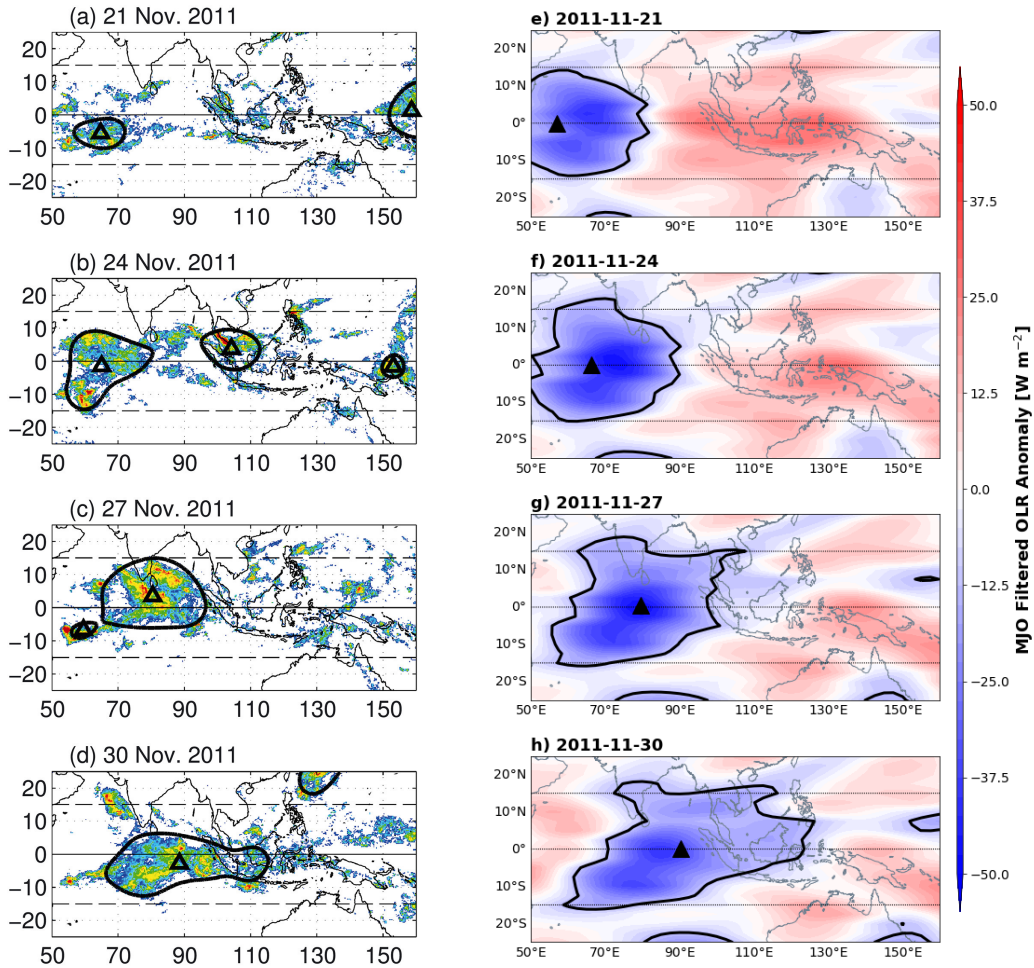 (a) 21 Nov. 2011
20
10
0
−10
−20
50 70 90 110 130 150
(b) 24 Nov. 2011
20
10
0
−10
−20
50 70 90 110 130 150
(c) 27 Nov. 2011
20
10
0
−10
−20
50 70 90 110 130 150
(d) 30 Nov. 2011
20
10
0
−10
−20
50 70 90 110 130 150
e) 2011-11-21
20°N
10°N
0°
10°S
20°S
50°E 70°E 90°E 110°E 130°E 150°E
f) 2011-11-24
20°N
10°N
0°
10°S
20°S
50°E 70°E 90°E 110°E 130°E 150°E
g) 2011-11-27
20°N
10°N
0°
10°S
20°S
50°E 70°E 90°E 110°E 130°E 150°E
h) 2011-11-30
20°N
10°N
0°
10°S
20°S
50°E 70°E 90°E 110°E 130°E 150°E
50.0
37.5
25.0
12.5
0.0
−12.5
−25.0
−37.5
−50.0
MJO Filtered OLR Anomaly [W m⁻²]